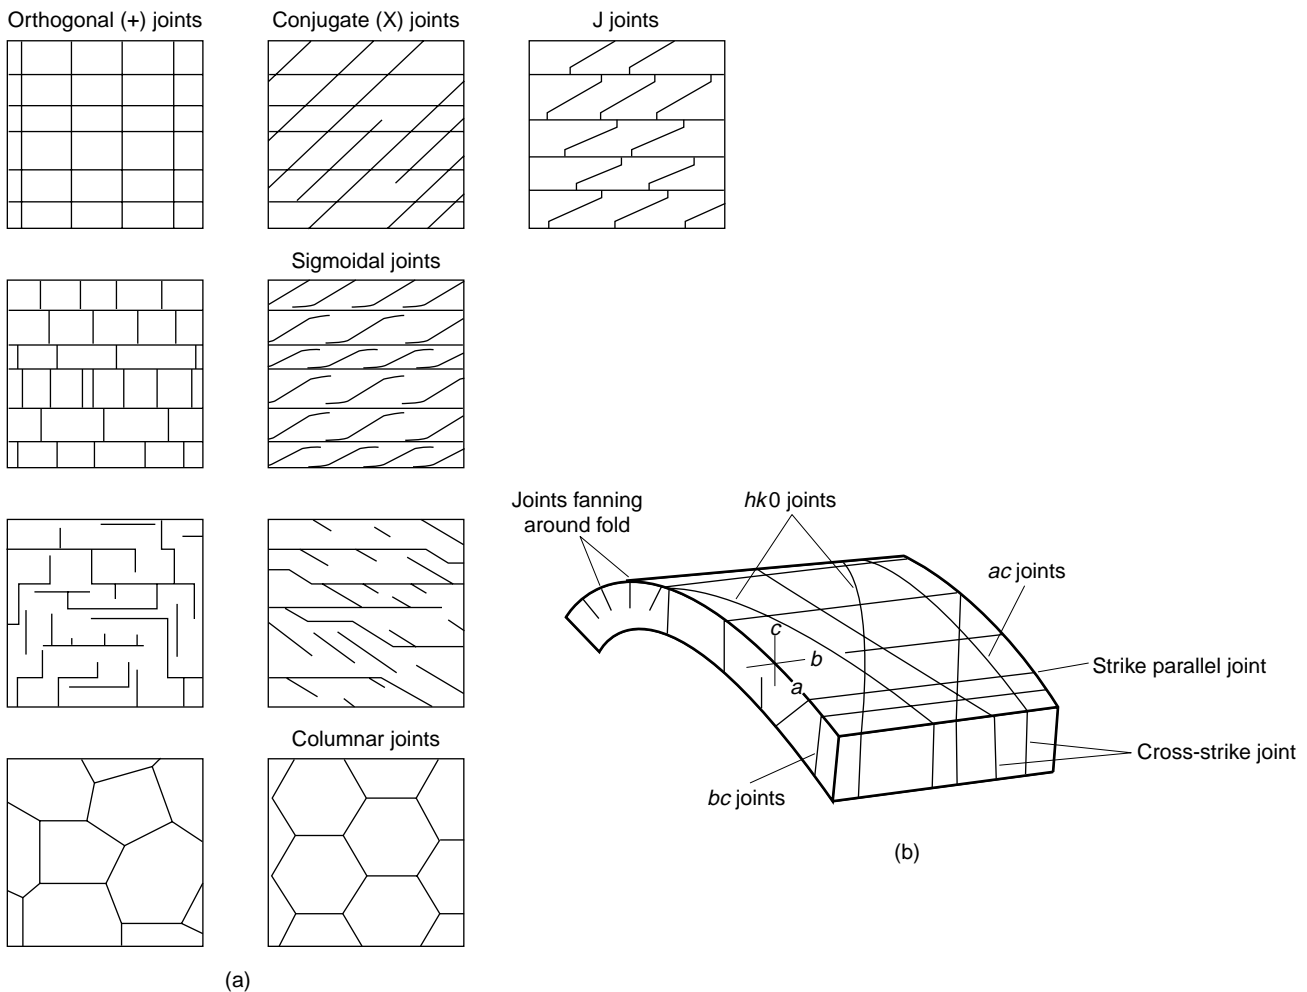 Orthogonal (+) joints
Conjugate (X) joints
J joints
Sigmoidal joints
Columnar joints
(a)
Joints fanning
around fold
hk0 joints
ac joints
c
b
a
Strike parallel joint
Cross-strike joint
bc joints
(b)